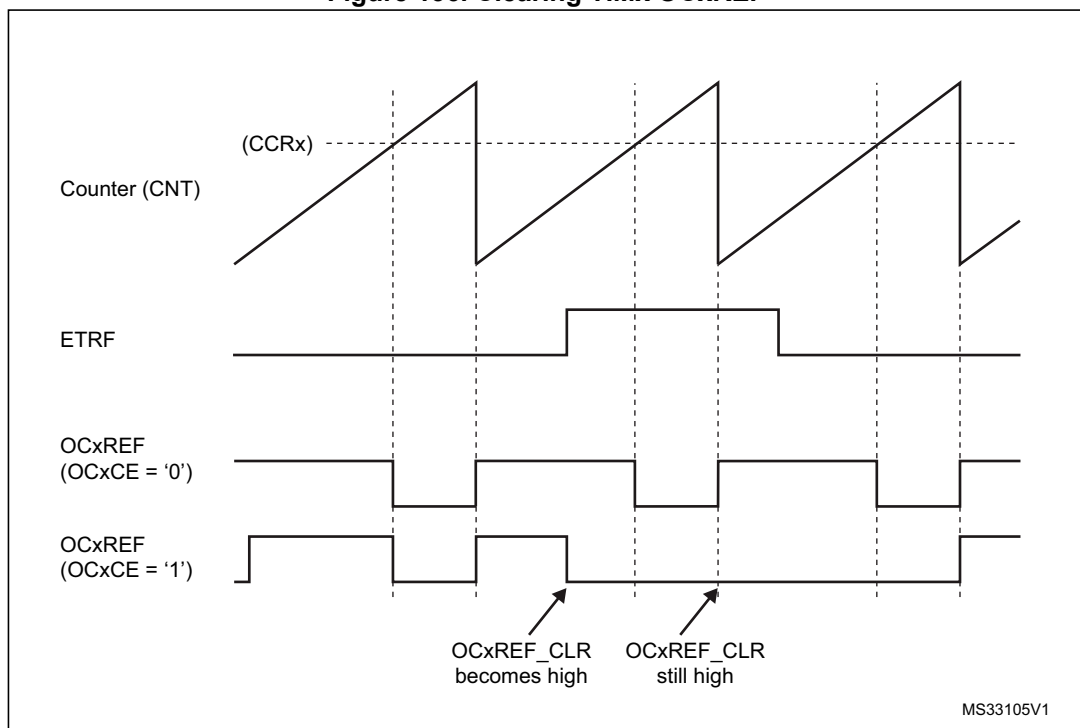 (CCRx)
Counter (CNT)
ETRF
OCxREF
(OCxCE = ‘0’)
OCxREF
(OCxCE = ‘1’)
OCxREF_CLR
becomes high
OCxREF_CLR
still high
MS33105V1